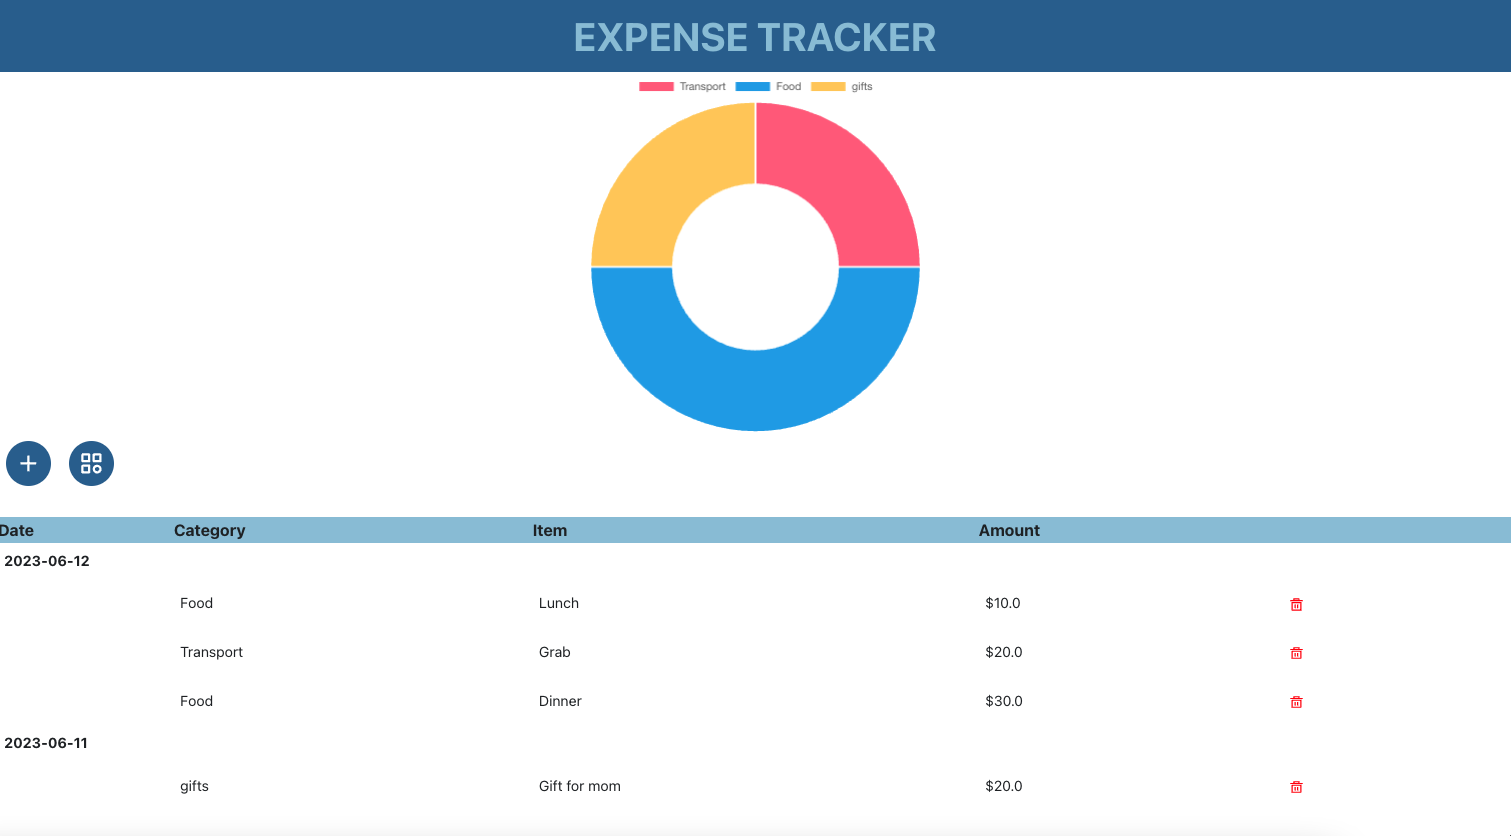 EXPENSE TRACKER
Transport Food gifts
Date Category Item Amount
2023-06-12
Food Lunch $10.0
Transport Grab $20.0
Food Dinner $30.0
2023-06-11
gifts Gift for mom $20.0